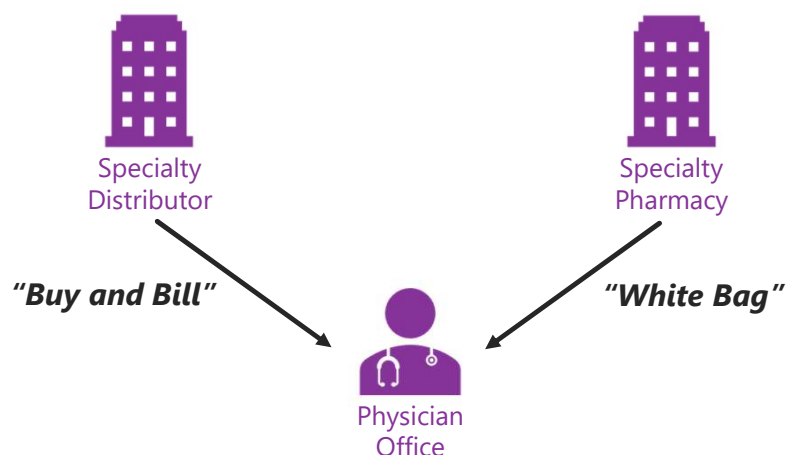 Specialty
Distributor
Specialty
Pharmacy
“Buy and Bill”
“White Bag”
Physician
Office